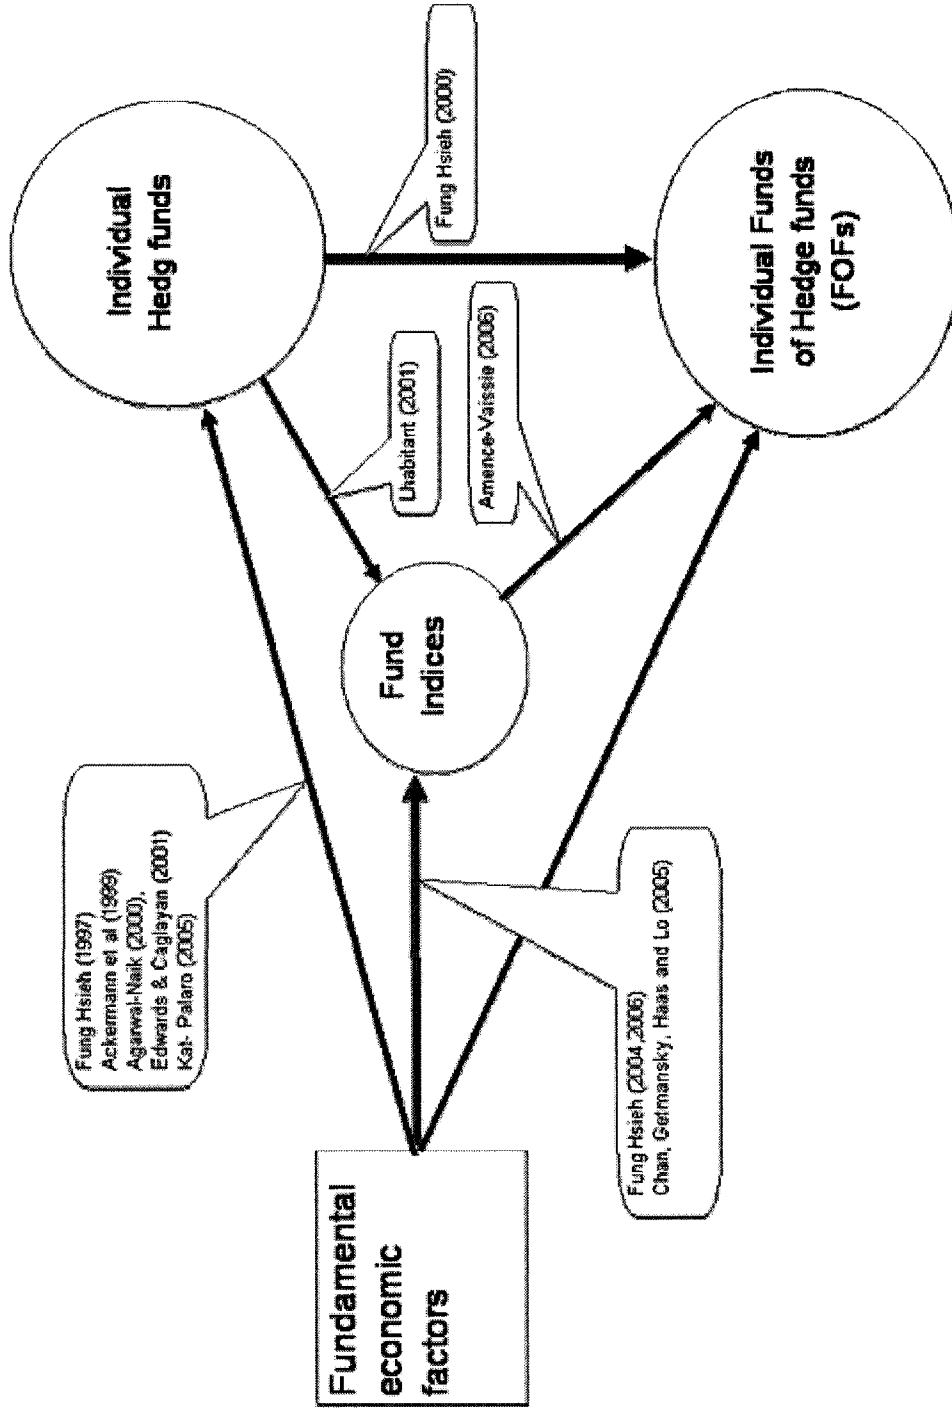 Fung Hsieh (1997)
Ackermann et al (1999)
Agarwal-Naik (2000),
Edwards & Caglayan (2001)
Kat- Palaro (2005)
Individual
Hedg funds
Lhabitant (2001)
Fung Hsieh (2000)
Fundamental
economic
factors
Fund
Indices
Amence-Vaissie (2006)
Fung Hsieh (2004,2006)
Chan, Getmansky, Haas and Lo (2005)
Individual Funds
of Hedge funds
(FOFs)